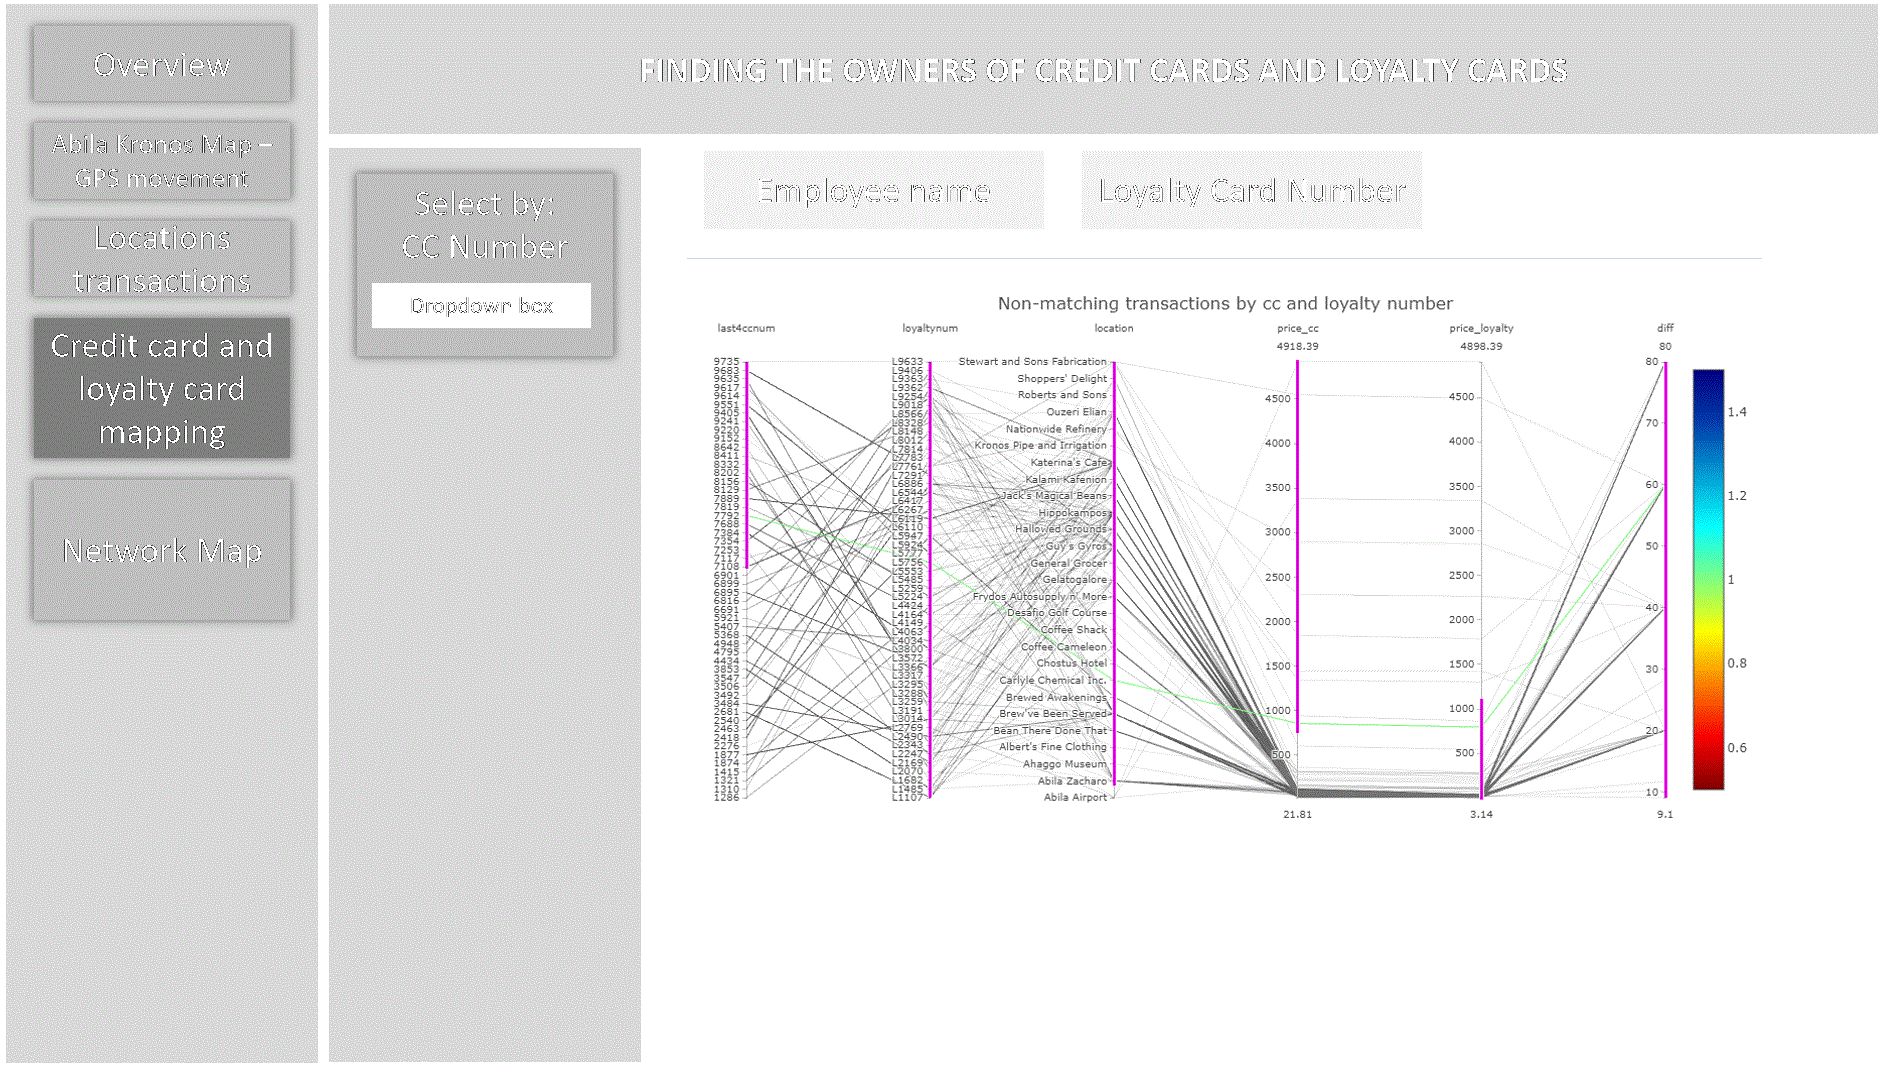 Overview
Abila Kronos Map –
GPS movement
Locations
transactions
Credit card and
loyalty card
mapping
Network Map
FINDING THE OWNERS OF CREDIT CARDS AND LOYALTY CARDS
Select by:
CC Number
Dropdown box
Employee name
Loyalty Card Number
Non-matching transactions by cc and loyalty number
last4ccnum
9735
9683
9635
9617
9614
9551
9405
9241
9220
9152
8642
8411
8332
8202
8156
8129
7889
7819
7792
7688
7384
7354
7253
7117
7108
6901
6899
6895
6816
6691
5921
5407
5368
4948
4795
4434
3853
3547
3506
3492
3484
2681
2540
2463
2418
2276
1877
1874
1415
1321
1310
1286
loyaltynum
L9633
L9406
L9363
L9362
L9254
L9018
L8566
L8328
L8148
L8012
L7814
L7783
L7761
L7291
L6886
L6544
L6417
L6267
L6119
L6110
L5947
L5924
L5777
L5756
L5553
L5485
L5259
L5224
L4424
L4164
L4149
L4063
L4034
L3800
L3572
L3366
L3317
L3295
L3288
L3259
L3191
L3014
L2769
L2490
L2343
L2247
L2169
L2070
L1682
L1485
L1107
location
Stewart and Sons Fabrication
Shoppers' Delight
Roberts and Sons
Ouzeri Elian
Nationwide Refinery
Kronos Pipe and Irrigation
Katerina's Cafe
Kalami Kafenion
Jack's Magical Beans
Hippokampos
Hallowed Grounds
Guy's Gyros
General Grocer
Gelatogalore
Frydos Autosupply n' More
Desafio Golf Course
Coffee Shack
Coffee Cameleon
Chostus Hotel
Carlyle Chemical Inc.
Brewed Awakenings
Brew've Been Served
Bean There Done That
Albert's Fine Clothing
Ahaggo Museum
Abila Zacharo
Abila Airport
price_cc
4918.39
4500
4000
3500
3000
2500
2000
1500
1000
500
21.81
price_loyalty
4898.39
4500
4000
3500
3000
2500
2000
1500
1000
500
3.14
diff
80
80
70
60
50
40
30
20
10
9.1
1.4
1.2
1
0.8
0.6